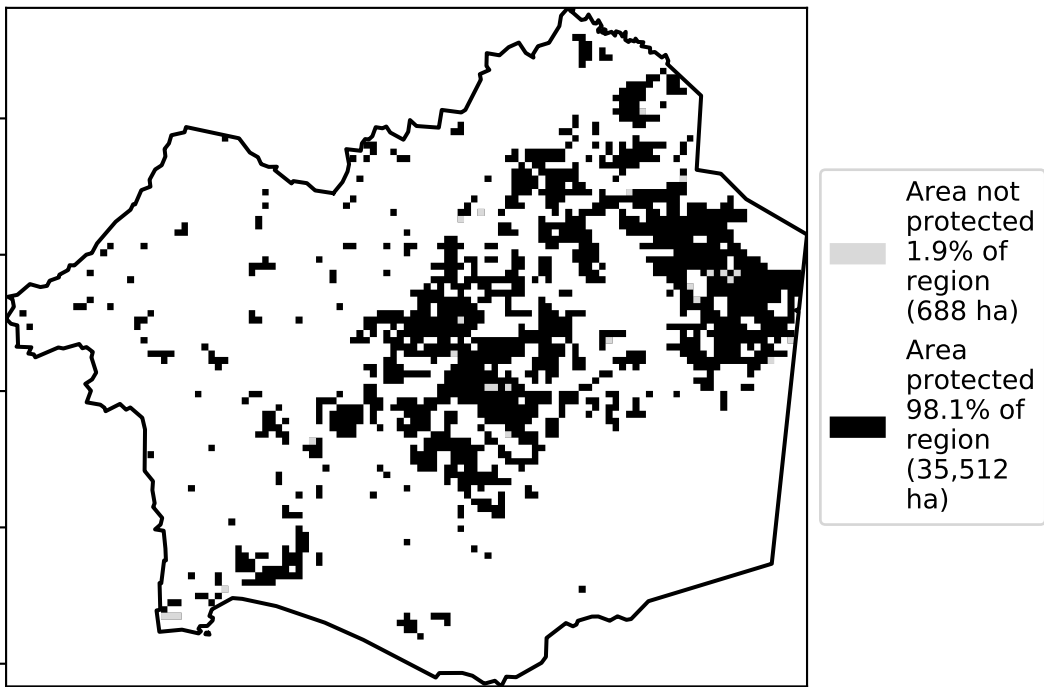 Area not
protected
1.9% of
region
(688 ha)
Area
protected
98.1% of
region
(35,512
ha)